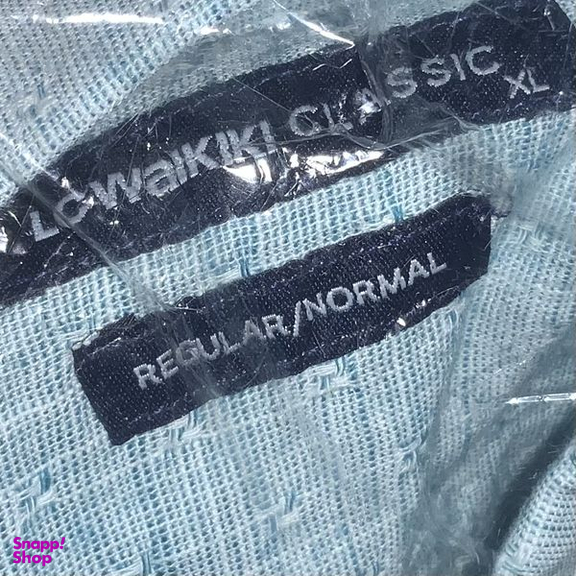 LCWaikiki CLASSIC XL
REGULAR/NORMAL
Snapp!
Shop